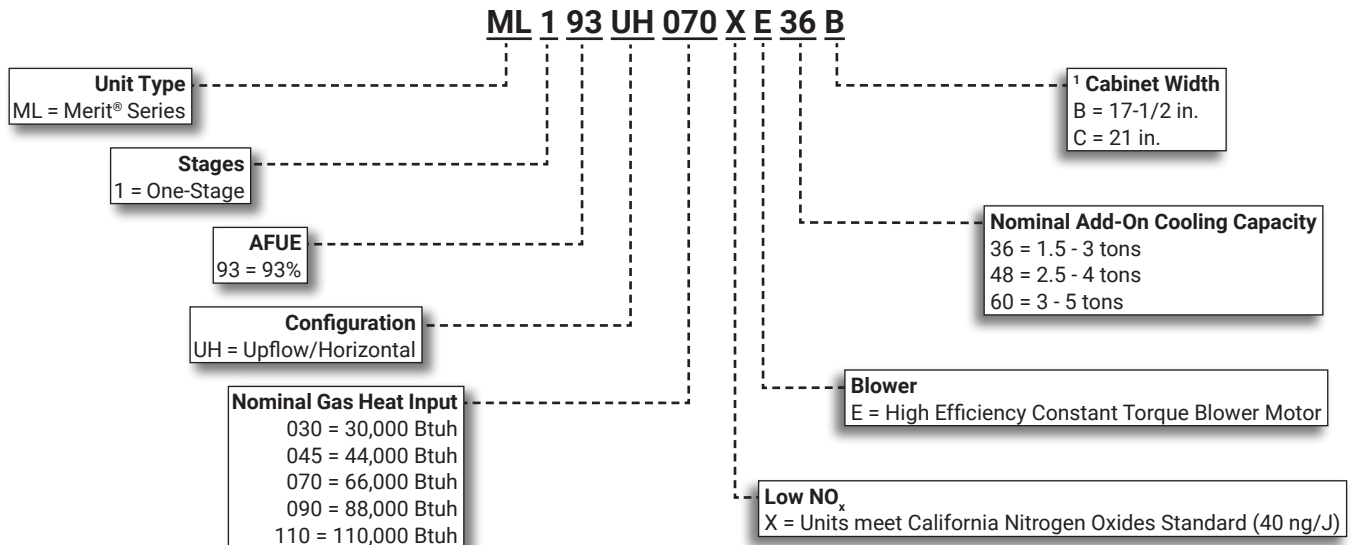 ML 1 93 UH 070 X E 36 B
Unit Type
ML = Merit® Series
Stages
1 = One-Stage
AFUE
93 = 93%
Configuration
UH = Upflow/Horizontal
Nominal Gas Heat Input
030 = 30,000 Btuh
045 = 44,000 Btuh
070 = 66,000 Btuh
090 = 88,000 Btuh
110 = 110,000 Btuh
¹ Cabinet Width
B = 17-1/2 in.
C = 21 in.
Nominal Add-On Cooling Capacity
36 = 1.5 - 3 tons
48 = 2.5 - 4 tons
60 = 3 - 5 tons
Blower
E = High Efficiency Constant Torque Blower Motor
Low NOₓ
X = Units meet California Nitrogen Oxides Standard (40 ng/J)